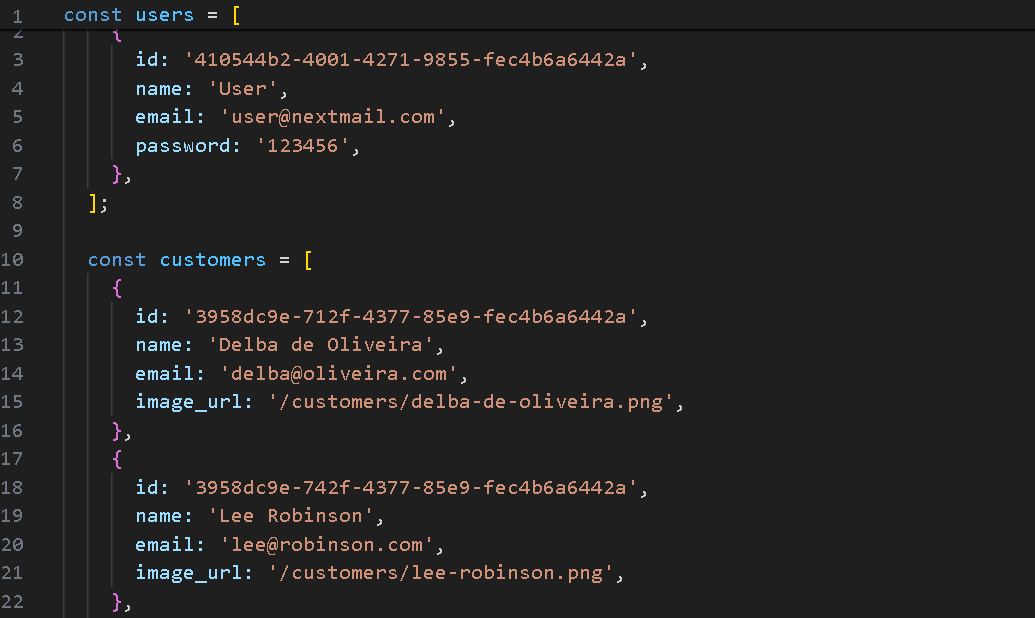 1 const users = [
2 {
3 id: '410544b2-4001-4271-9855-fec4b6a6442a',
4 name: 'User',
5 email: 'user@nextmail.com',
6 password: '123456',
7 },
8 ];
9
10 const customers = [
11 {
12 id: '3958dc9e-712f-4377-85e9-fec4b6a6442a',
13 name: 'Delba de Oliveira',
14 email: 'delba@oliveira.com',
15 image_url: '/customers/delba-de-oliveira.png',
16 },
17 {
18 id: '3958dc9e-742f-4377-85e9-fec4b6a6442a',
19 name: 'Lee Robinson',
20 email: 'lee@robinson.com',
21 image_url: '/customers/lee-robinson.png',
22 },